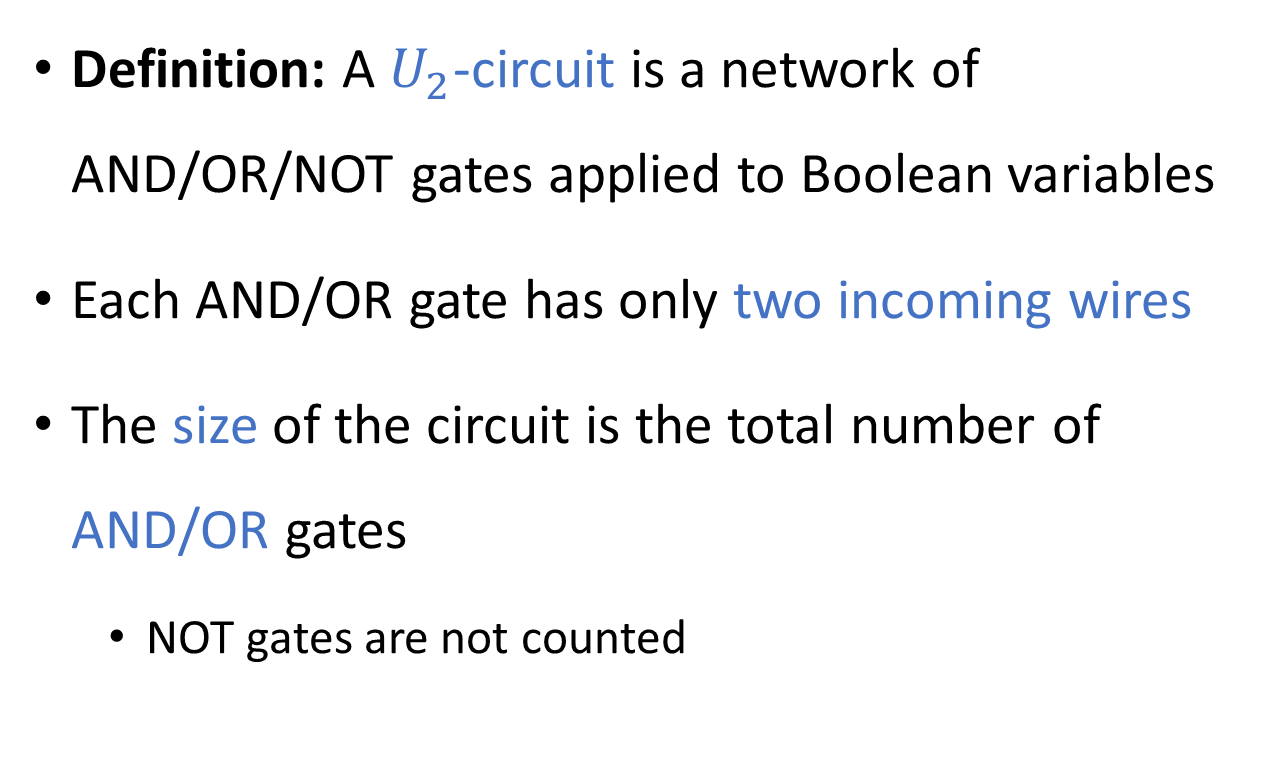 • Definition: A 𝑈₂-circuit is a network of
AND/OR/NOT gates applied to Boolean variables
• Each AND/OR gate has only two incoming wires
• The size of the circuit is the total number of
AND/OR gates
• NOT gates are not counted